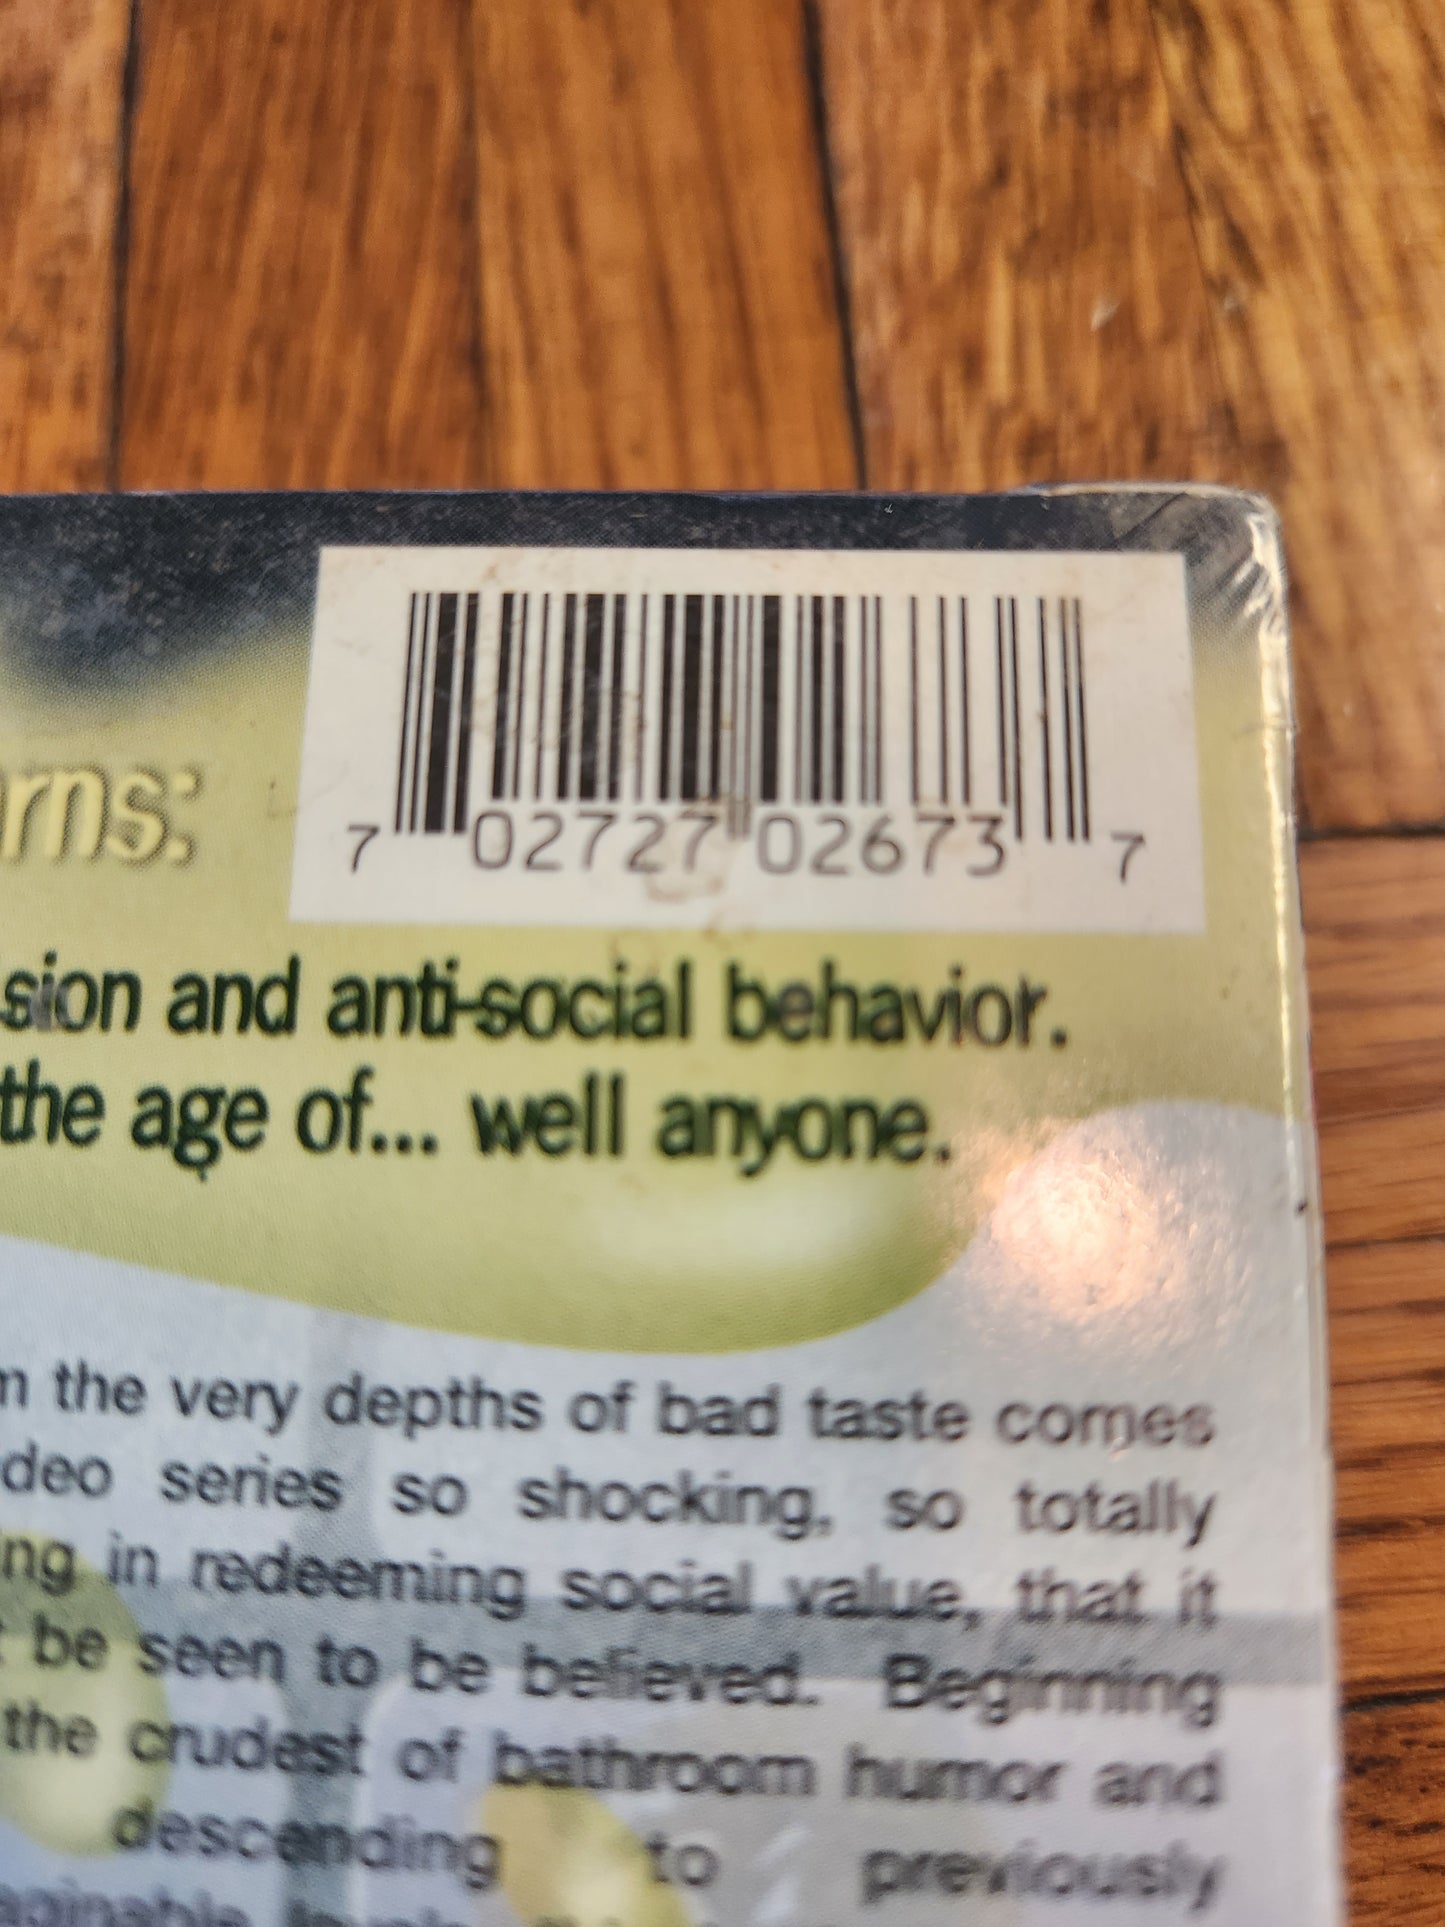 7 02727 02673 7
rns:
sion and anti-social behavior.
the age of... well anyone.
m the very depths of bad taste comes
deo series so shocking, so totally
ing in redeeming social value, that it
be seen to be believed. Beginning
the crudest of bathroom humor and
descending to previously